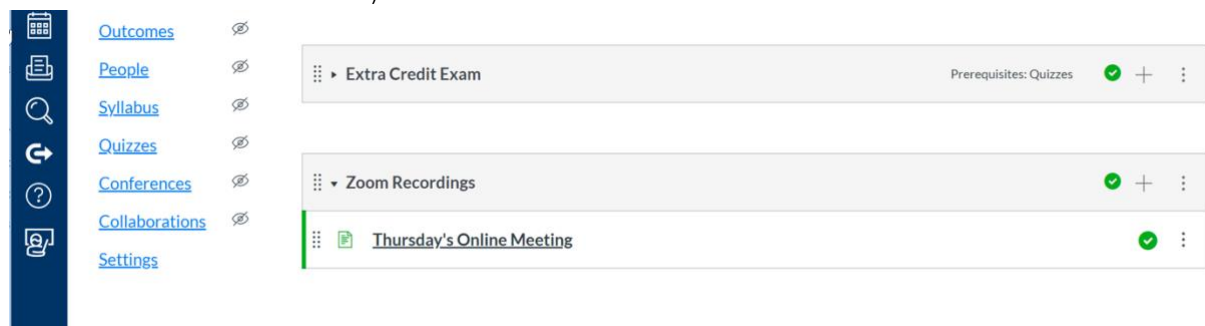 Outcomes
People
Syllabus
Quizzes
Conferences
Collaborations
Settings
Extra Credit Exam
Prerequisites: Quizzes
Zoom Recordings
Thursday's Online Meeting